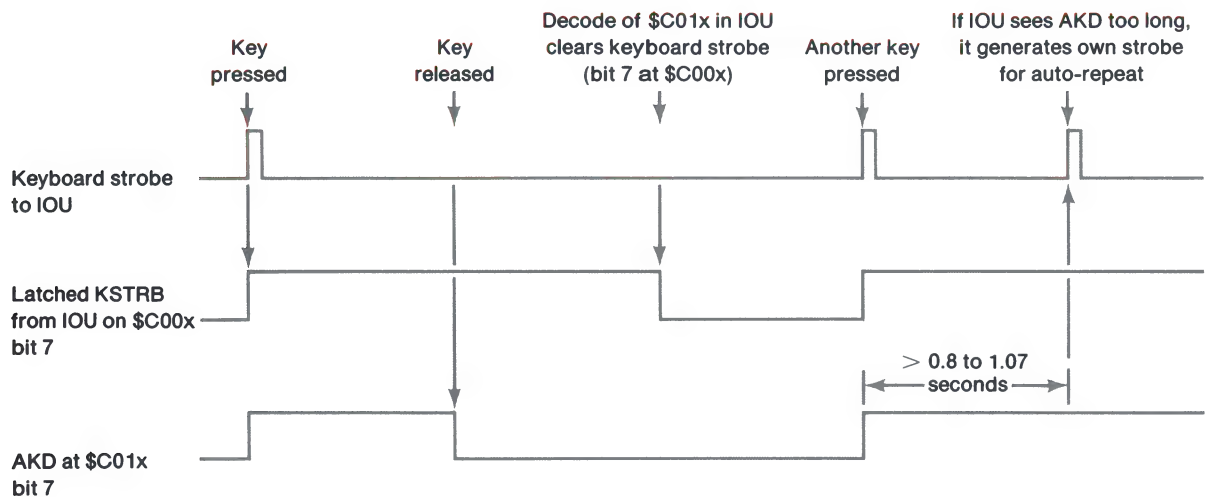 Key
pressed
Key
released
Decode of $C01x in IOU
clears keyboard strobe
(bit 7 at $C00x)
Another key
pressed
If IOU sees AKD too long,
it generates own strobe
for auto-repeat
Keyboard strobe
to IOU
Latched KSTRB
from IOU on $C00x
bit 7
> 0.8 to 1.07
seconds
AKD at $C01x
bit 7